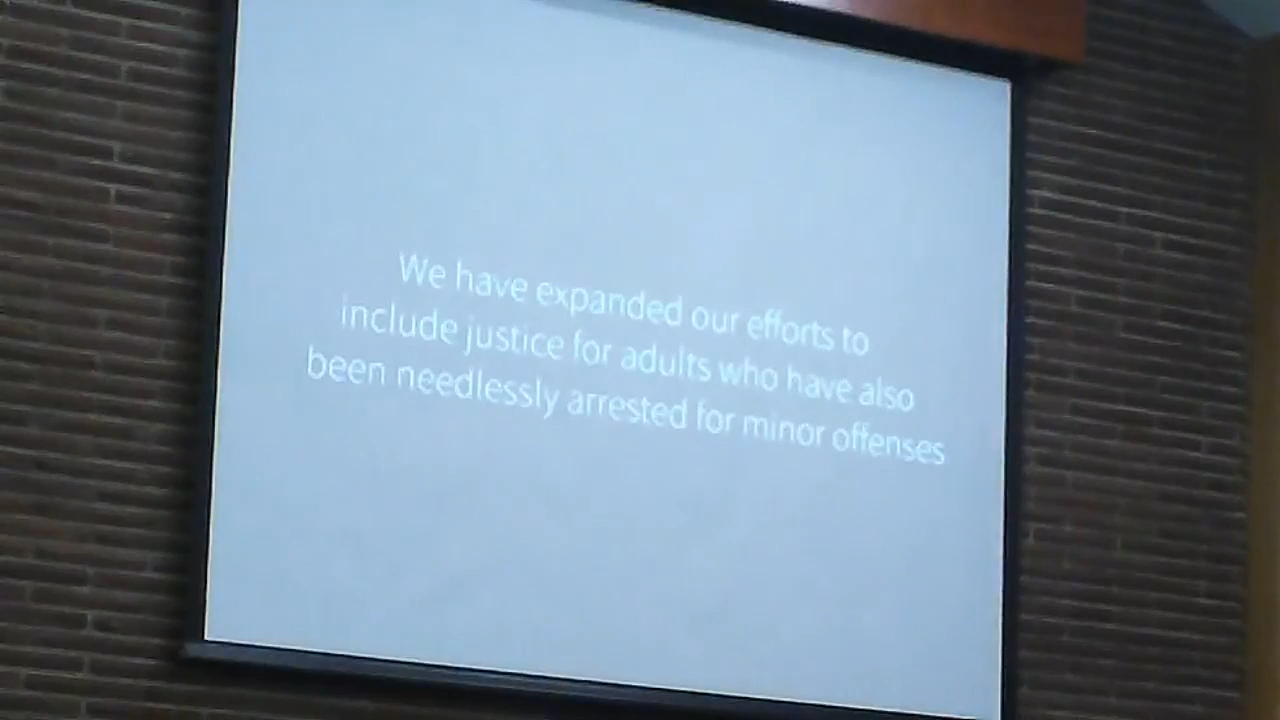 We have expanded our efforts to
include justice for adults who have also
been needlessly arrested for minor offenses